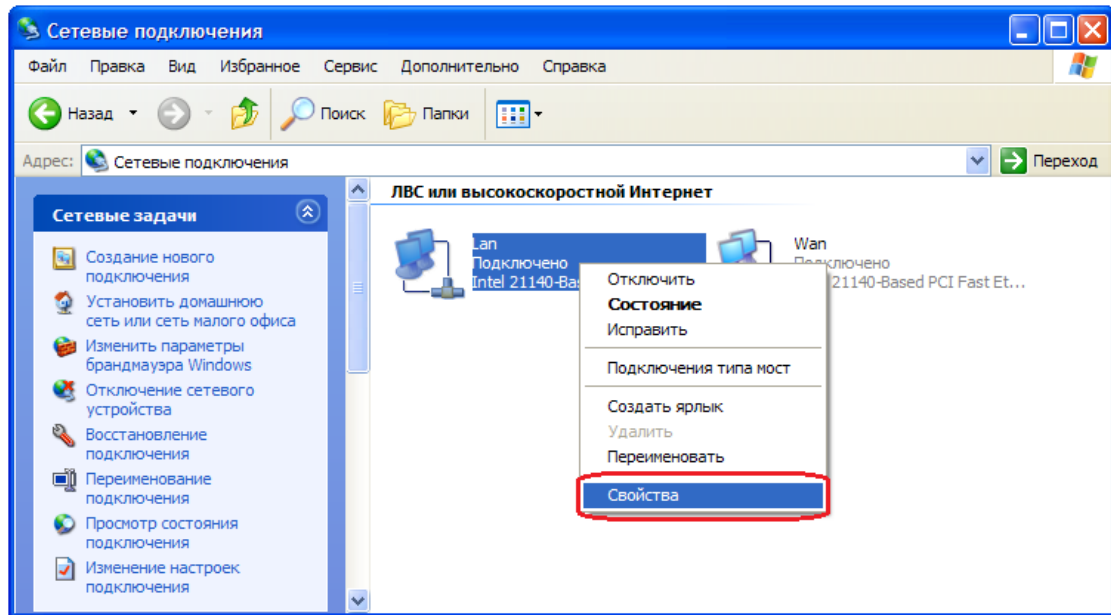 Сетевые подключения
Файл Правка Вид Избранное Сервис Дополнительно Справка
Назад Поиск Папки
Адрес: Сетевые подключения Переход
Сетевые задачи
Создание нового
подключения
Установить домашнюю
сеть или сеть малого офиса
Изменить параметры
брандмауэра Windows
Отключение сетевого
устройства
Восстановление
подключения
Переименование
подключения
Просмотр состояния
подключения
Изменение настроек
подключения
ЛВС или высокоскоростной Интернет
Lan
Подключено
Intel 21140-Ba
Wan
Подключено
21140-Based PCI Fast Et...
Отключить
Состояние
Исправить
Подключения типа мост
Создать ярлык
Удалить
Переименовать
Свойства